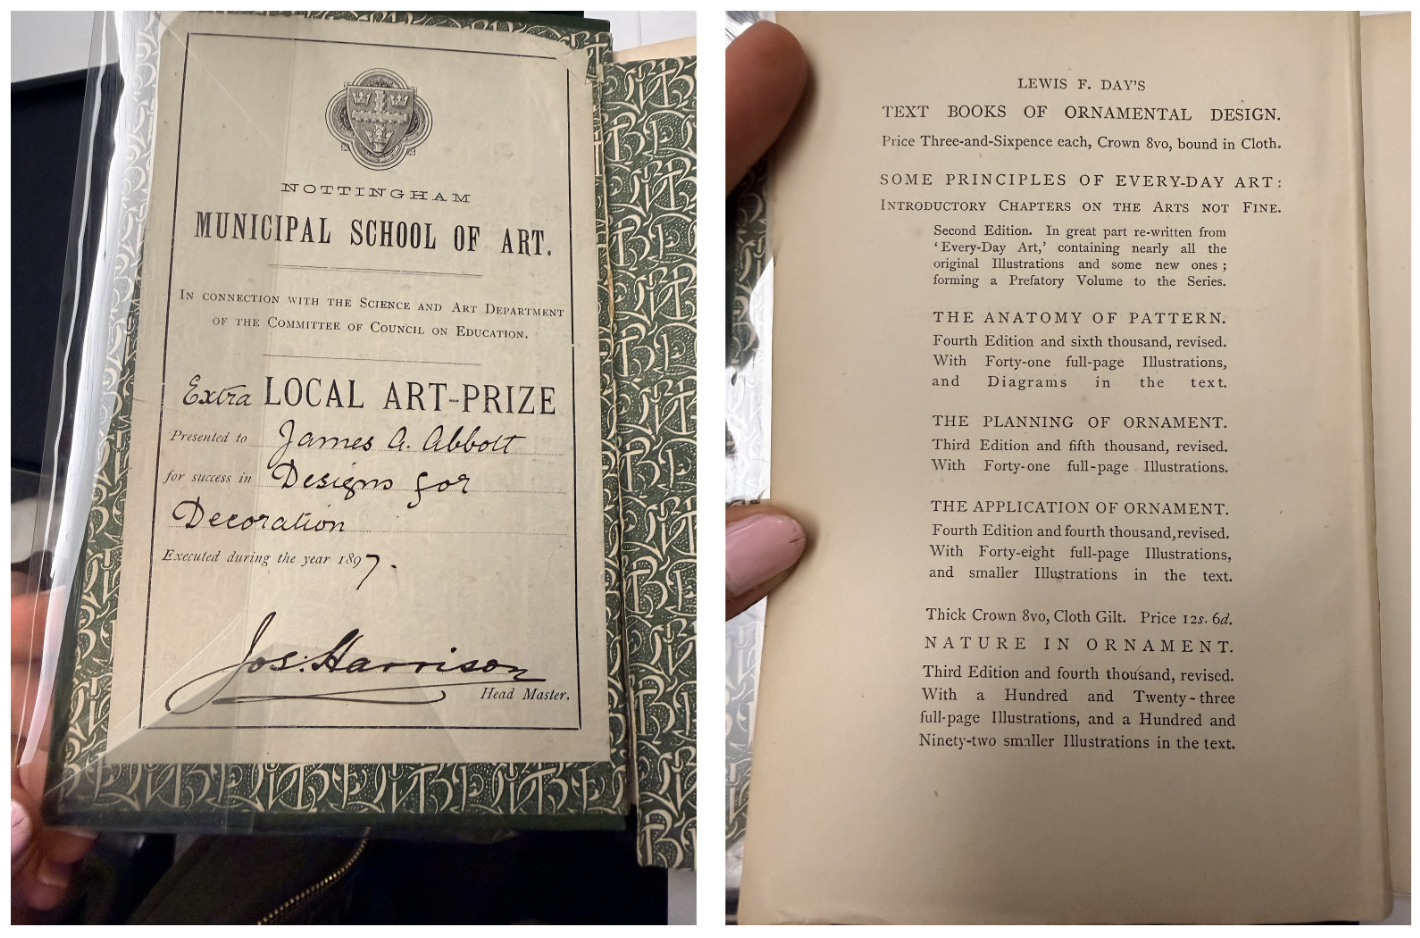 NOTTINGHAM
MUNICIPAL SCHOOL OF ART.
IN CONNECTION WITH THE SCIENCE AND ART DEPARTMENT
OF THE COMMITTEE OF COUNCIL ON EDUCATION.
Extra LOCAL ART-PRIZE
Presented to James A. Abbott
for success in Designs for
Decoration
Executed during the year 1897.
Jos. Harrison
Head Master.
LEWIS F. DAY'S
TEXT BOOKS OF ORNAMENTAL DESIGN.
Price Three-and-Sixpence each, Crown 8vo, bound in Cloth.
SOME PRINCIPLES OF EVERY-DAY ART:
INTRODUCTORY CHAPTERS ON THE ARTS NOT FINE.
Second Edition. In great part re-written from
'Every-Day Art,' containing nearly all the
original Illustrations and some new ones;
forming a Prefatory Volume to the Series.
THE ANATOMY OF PATTERN.
Fourth Edition and sixth thousand, revised.
With Forty-one full-page Illustrations,
and Diagrams in the text.
THE PLANNING OF ORNAMENT.
Third Edition and fifth thousand, revised.
With Forty-one full-page Illustrations.
THE APPLICATION OF ORNAMENT.
Fourth Edition and fourth thousand, revised.
With Forty-eight full-page Illustrations,
and smaller Illustrations in the text.
Thick Crown 8vo, Cloth Gilt. Price 12s. 6d.
NATURE IN ORNAMENT.
Third Edition and fourth thousand, revised.
With a Hundred and Twenty-three
full-page Illustrations, and a Hundred and
Ninety-two smaller Illustrations in the text.